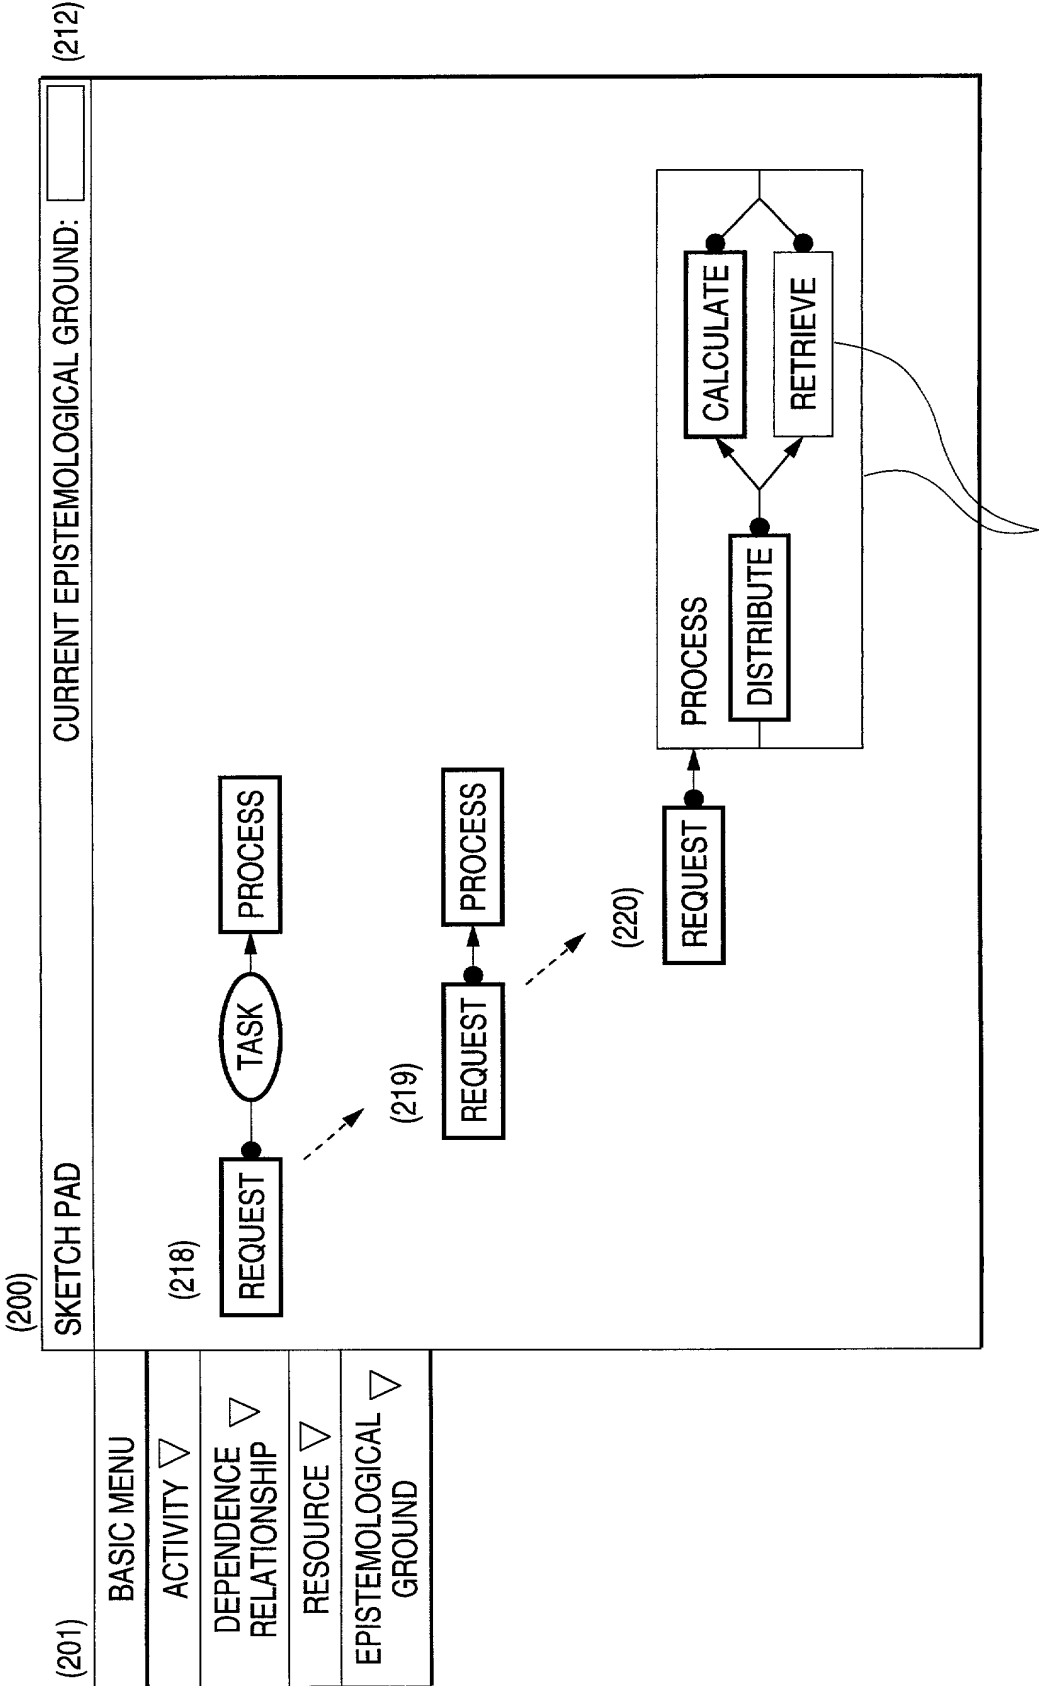 (200)
(212)
SKETCH PAD
CURRENT EPISTEMOLOGICAL GROUND:
(201)
BASIC MENU
ACTIVITY
DEPENDENCE
RELATIONSHIP
RESOURCE
EPISTEMOLOGICAL
GROUND
(218)
REQUEST
TASK
PROCESS
(219)
REQUEST
PROCESS
(220)
REQUEST
PROCESS
DISTRIBUTE
CALCULATE
RETRIEVE